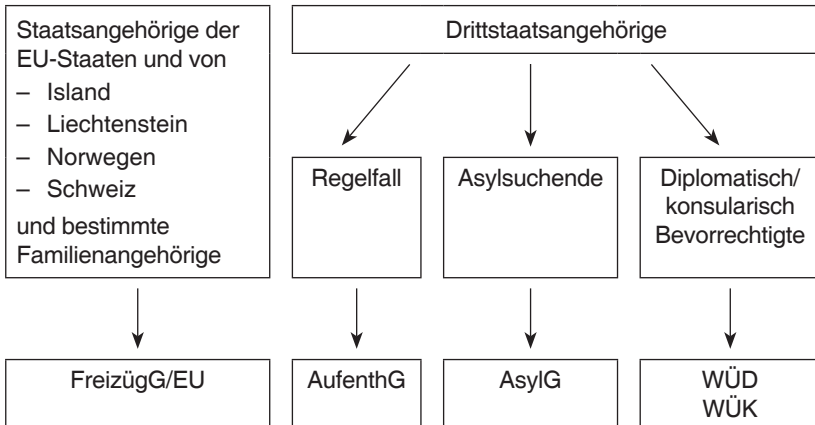 Staatsangehörige der
EU-Staaten und von
– Island
– Liechtenstein
– Norwegen
– Schweiz
und bestimmte
Familienangehörige
Drittstaatsangehörige
Regelfall
Asylsuchende
Diplomatisch/
konsularisch
Bevorrechtigte
FreizügG/EU
AufenthG
AsylG
WÜD
WÜK